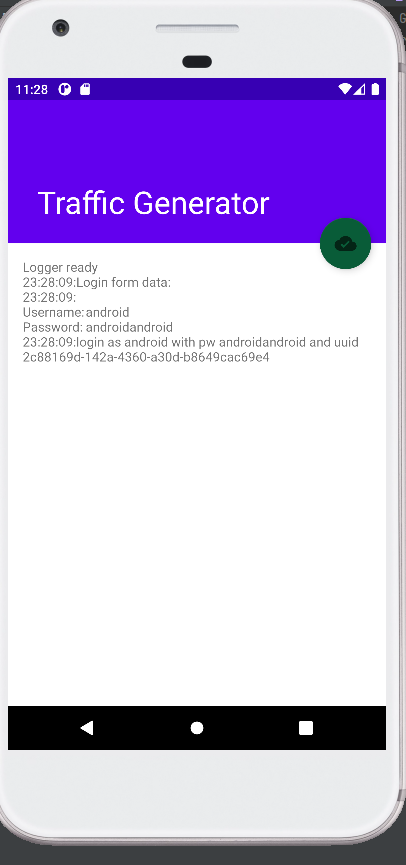 11:28
Traffic Generator
Logger ready
23:28:09:Login form data:
23:28:09:
Username: android
Password: androidandroid
23:28:09:login as android with pw androidandroid and uuid
2c88169d-142a-4360-a30d-b8649cac69e4